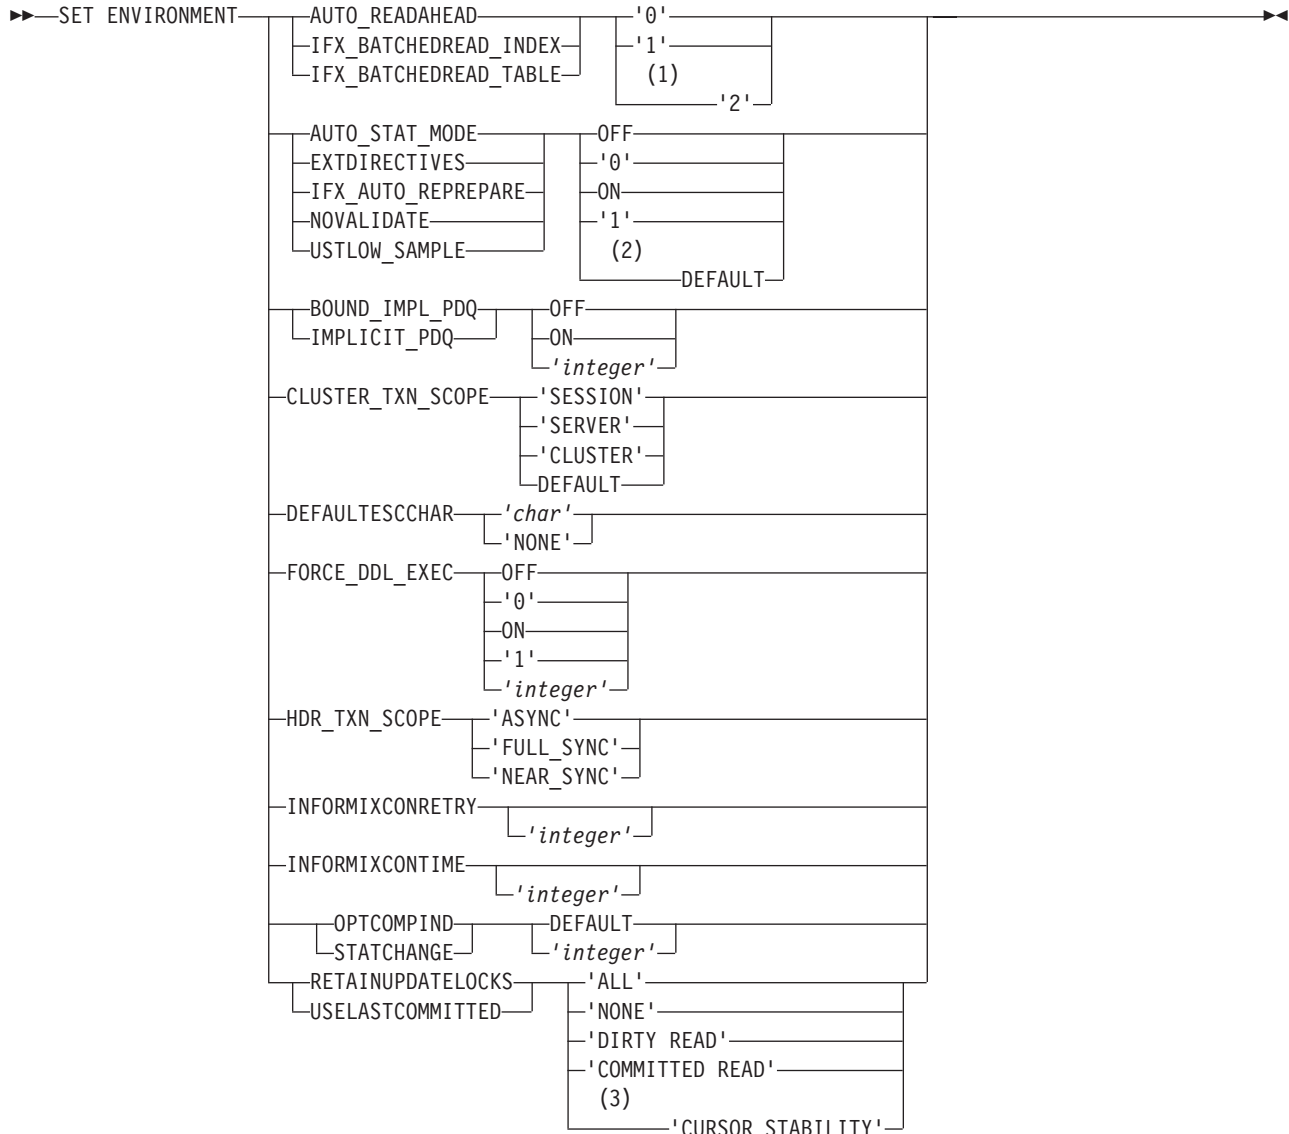 SET ENVIRONMENT AUTO_READAHEAD '0'
IFX_BATCHEDREAD_INDEX '1'
IFX_BATCHEDREAD_TABLE (1)
'2'
AUTO_STAT_MODE OFF
EXTDIRECTIVES '0'
IFX_AUTO_REPREPARE ON
NOVALIDATE '1'
USTLOW_SAMPLE (2)
DEFAULT
BOUND_IMPL_PDQ OFF
IMPLICIT_PDQ ON
'integer'
CLUSTER_TXN_SCOPE 'SESSION'
'SERVER'
'CLUSTER'
DEFAULT
DEFAULTESCCHAR 'char'
'NONE'
FORCE_DDL_EXEC OFF
'0'
ON
'1'
'integer'
HDR_TXN_SCOPE 'ASYNC'
'FULL_SYNC'
'NEAR_SYNC'
INFORMIXCONRETRY
'integer'
INFORMIXCONTIME
'integer'
OPTCOMPIND DEFAULT
STATCHANGE 'integer'
RETAINUPDATELOCKS 'ALL'
USELASTCOMMITTED 'NONE'
'DIRTY READ'
'COMMITTED READ'
(3)
'CURSOR STABILITY'